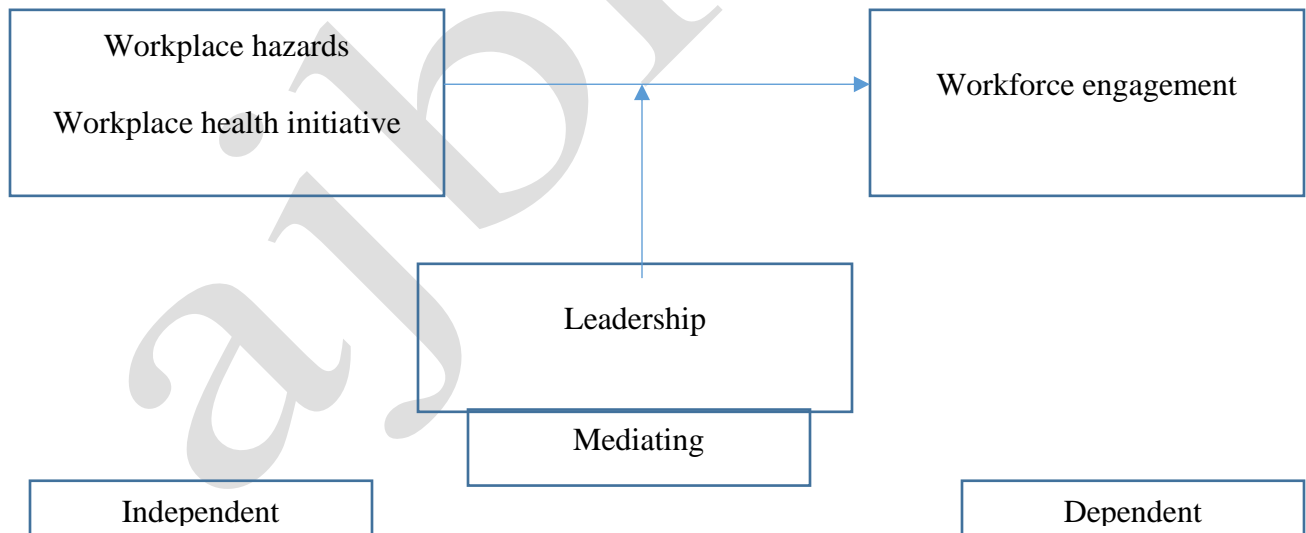 Workplace hazards
Workplace health initiative
Workforce engagement
Leadership
Mediating
Independent
Dependent